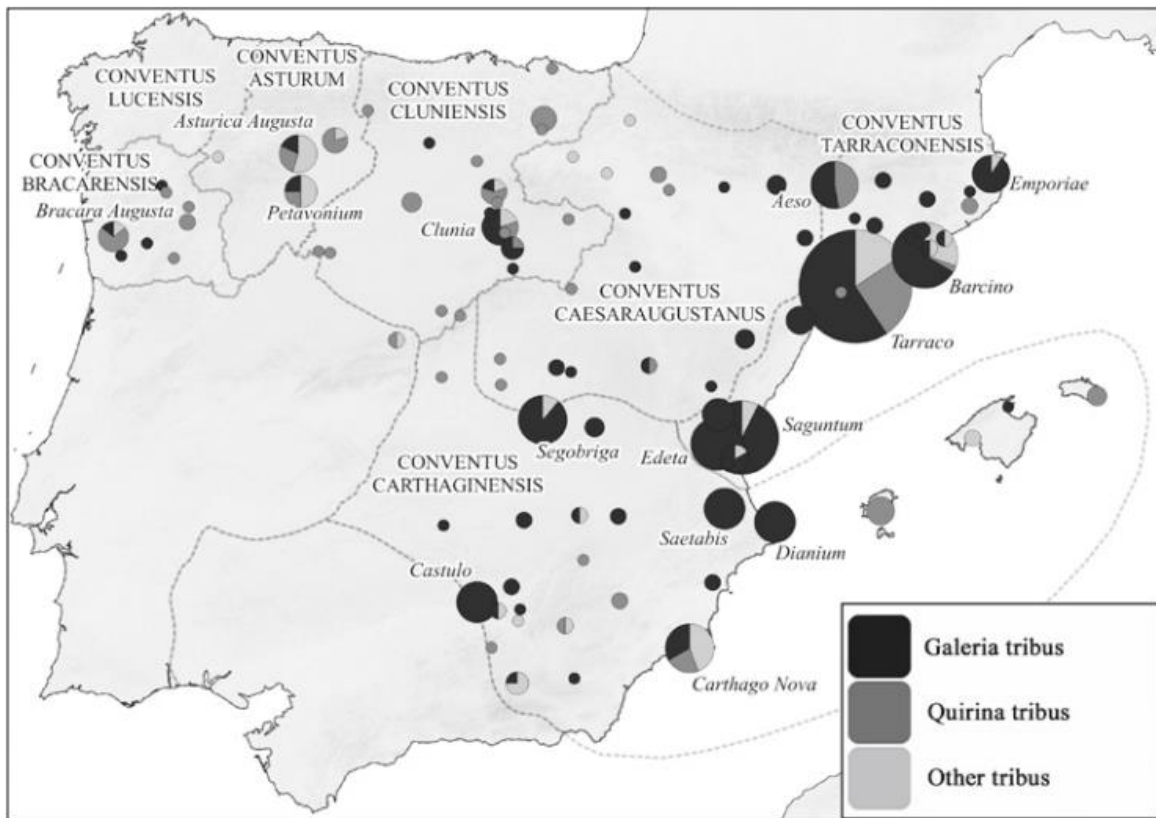 CONVENTUS
LUCENSIS
CONVENTUS
ASTURUM
CONVENTUS
CLUNIENSIS
Asturica Augusta
CONVENTUS
BRACARENSIS
Bracara Augusta
Petavonium
Clunia
CONVENTUS
TARRACONENSIS
Aeso
Emporiae
Barcino
Tarraco
CONVENTUS
CAESARAUGUSTANUS
Segobriga
Saguntum
Edeta
CONVENTUS
CARTHAGINENSIS
Saetabis
Dianium
Castulo
Carthago Nova
Galeria tribus
Quirina tribus
Other tribus